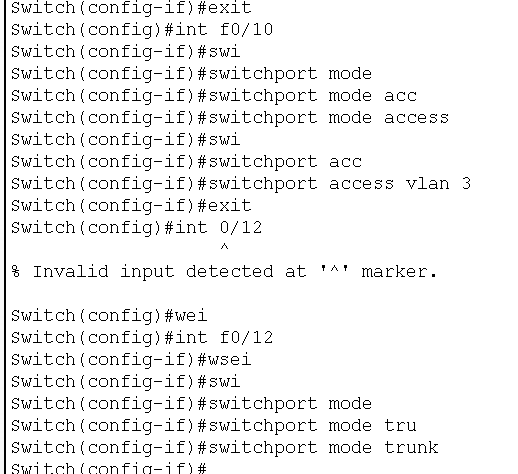 Switch(config-if)#exit
Switch(config)#int f0/10
Switch(config-if)#swi
Switch(config-if)#switchport mode
Switch(config-if)#switchport mode acc
Switch(config-if)#switchport mode access
Switch(config-if)#swi
Switch(config-if)#switchport acc
Switch(config-if)#switchport access vlan 3
Switch(config-if)#exit
Switch(config)#int 0/12
^
% Invalid input detected at '^' marker.
Switch(config)#wei
Switch(config)#int f0/12
Switch(config-if)#wsei
Switch(config-if)#swi
Switch(config-if)#switchport mode
Switch(config-if)#switchport mode tru
Switch(config-if)#switchport mode trunk
Switch(config-if)#